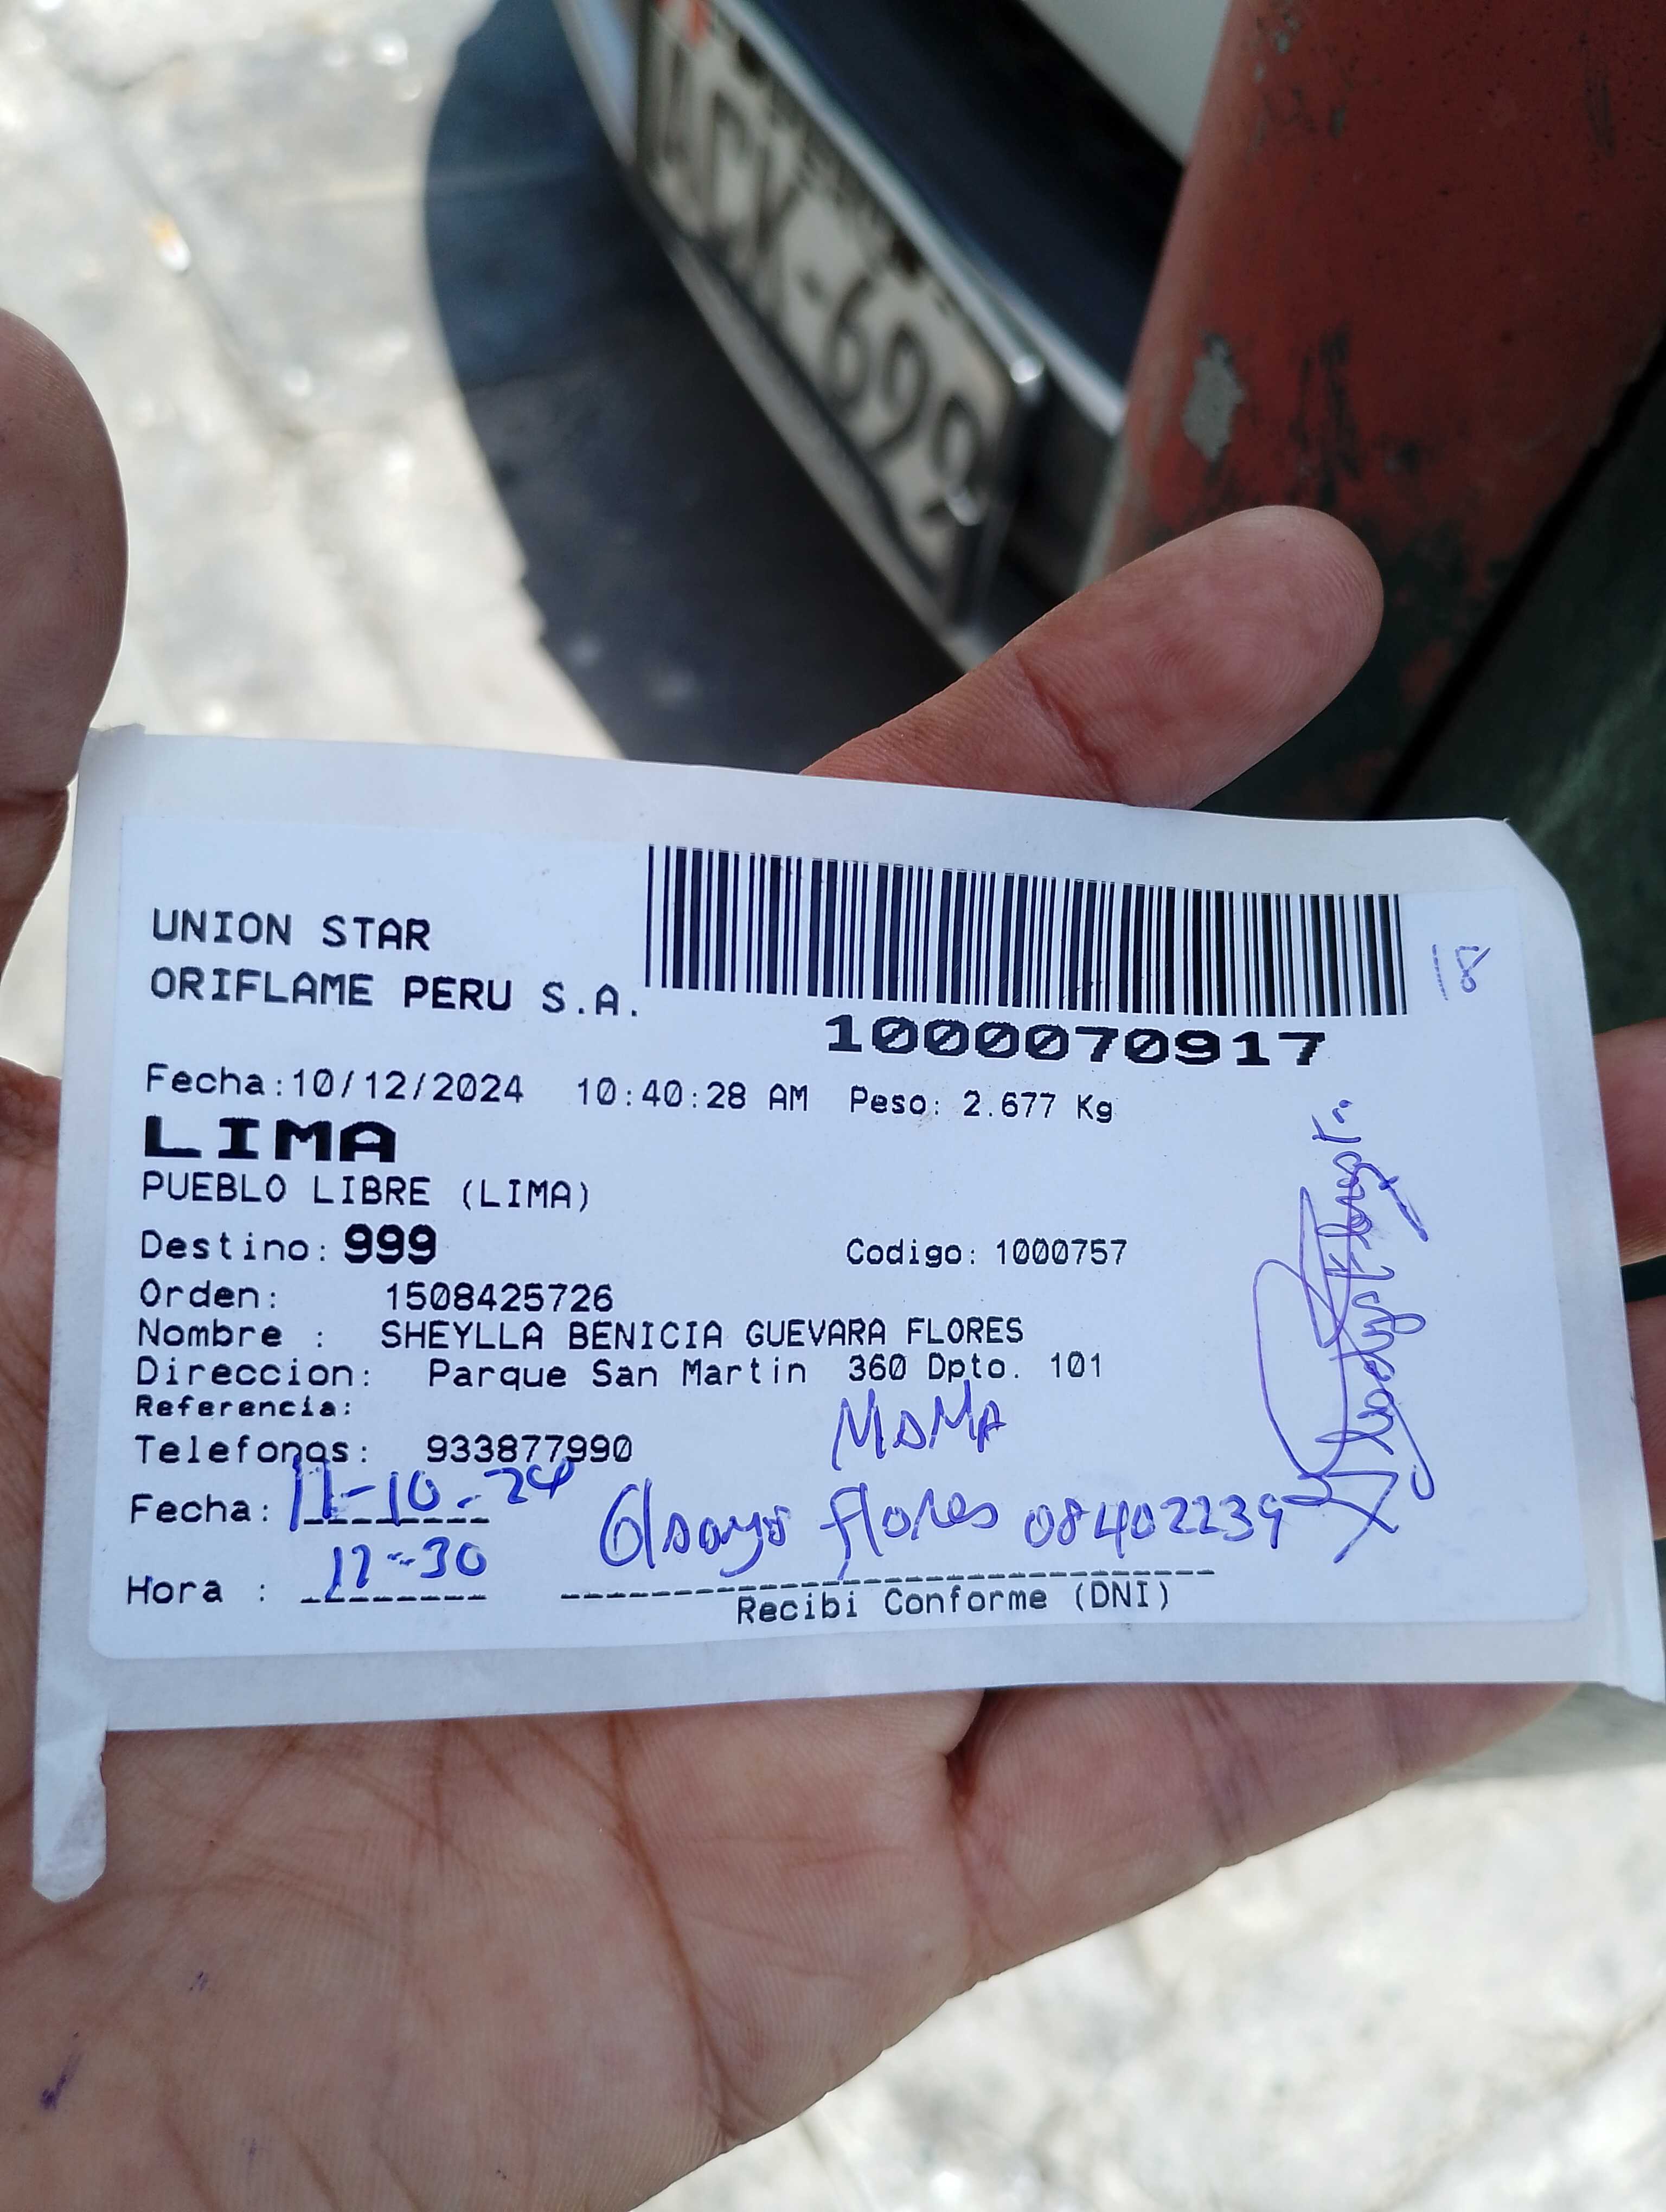 UNION STAR
ORIFLAME PERU S.A.
1000070917
18
Fecha:10/12/2024 10:40:28 AM Peso: 2.677 Kg
LIMA
PUEBLO LIBRE (LIMA)
Destino: 999 Codigo: 1000757
Orden: 1508425726
Nombre : SHEYLLA BENICIA GUEVARA FLORES
Direccion: Parque San Martin 360 Dpto. 101
Referencia:
MAMA
Telefonos: 933877990
Fecha: 11-10-24
flores 08402239
Hora : 12-30
Recibi Conforme (DNI)
-699